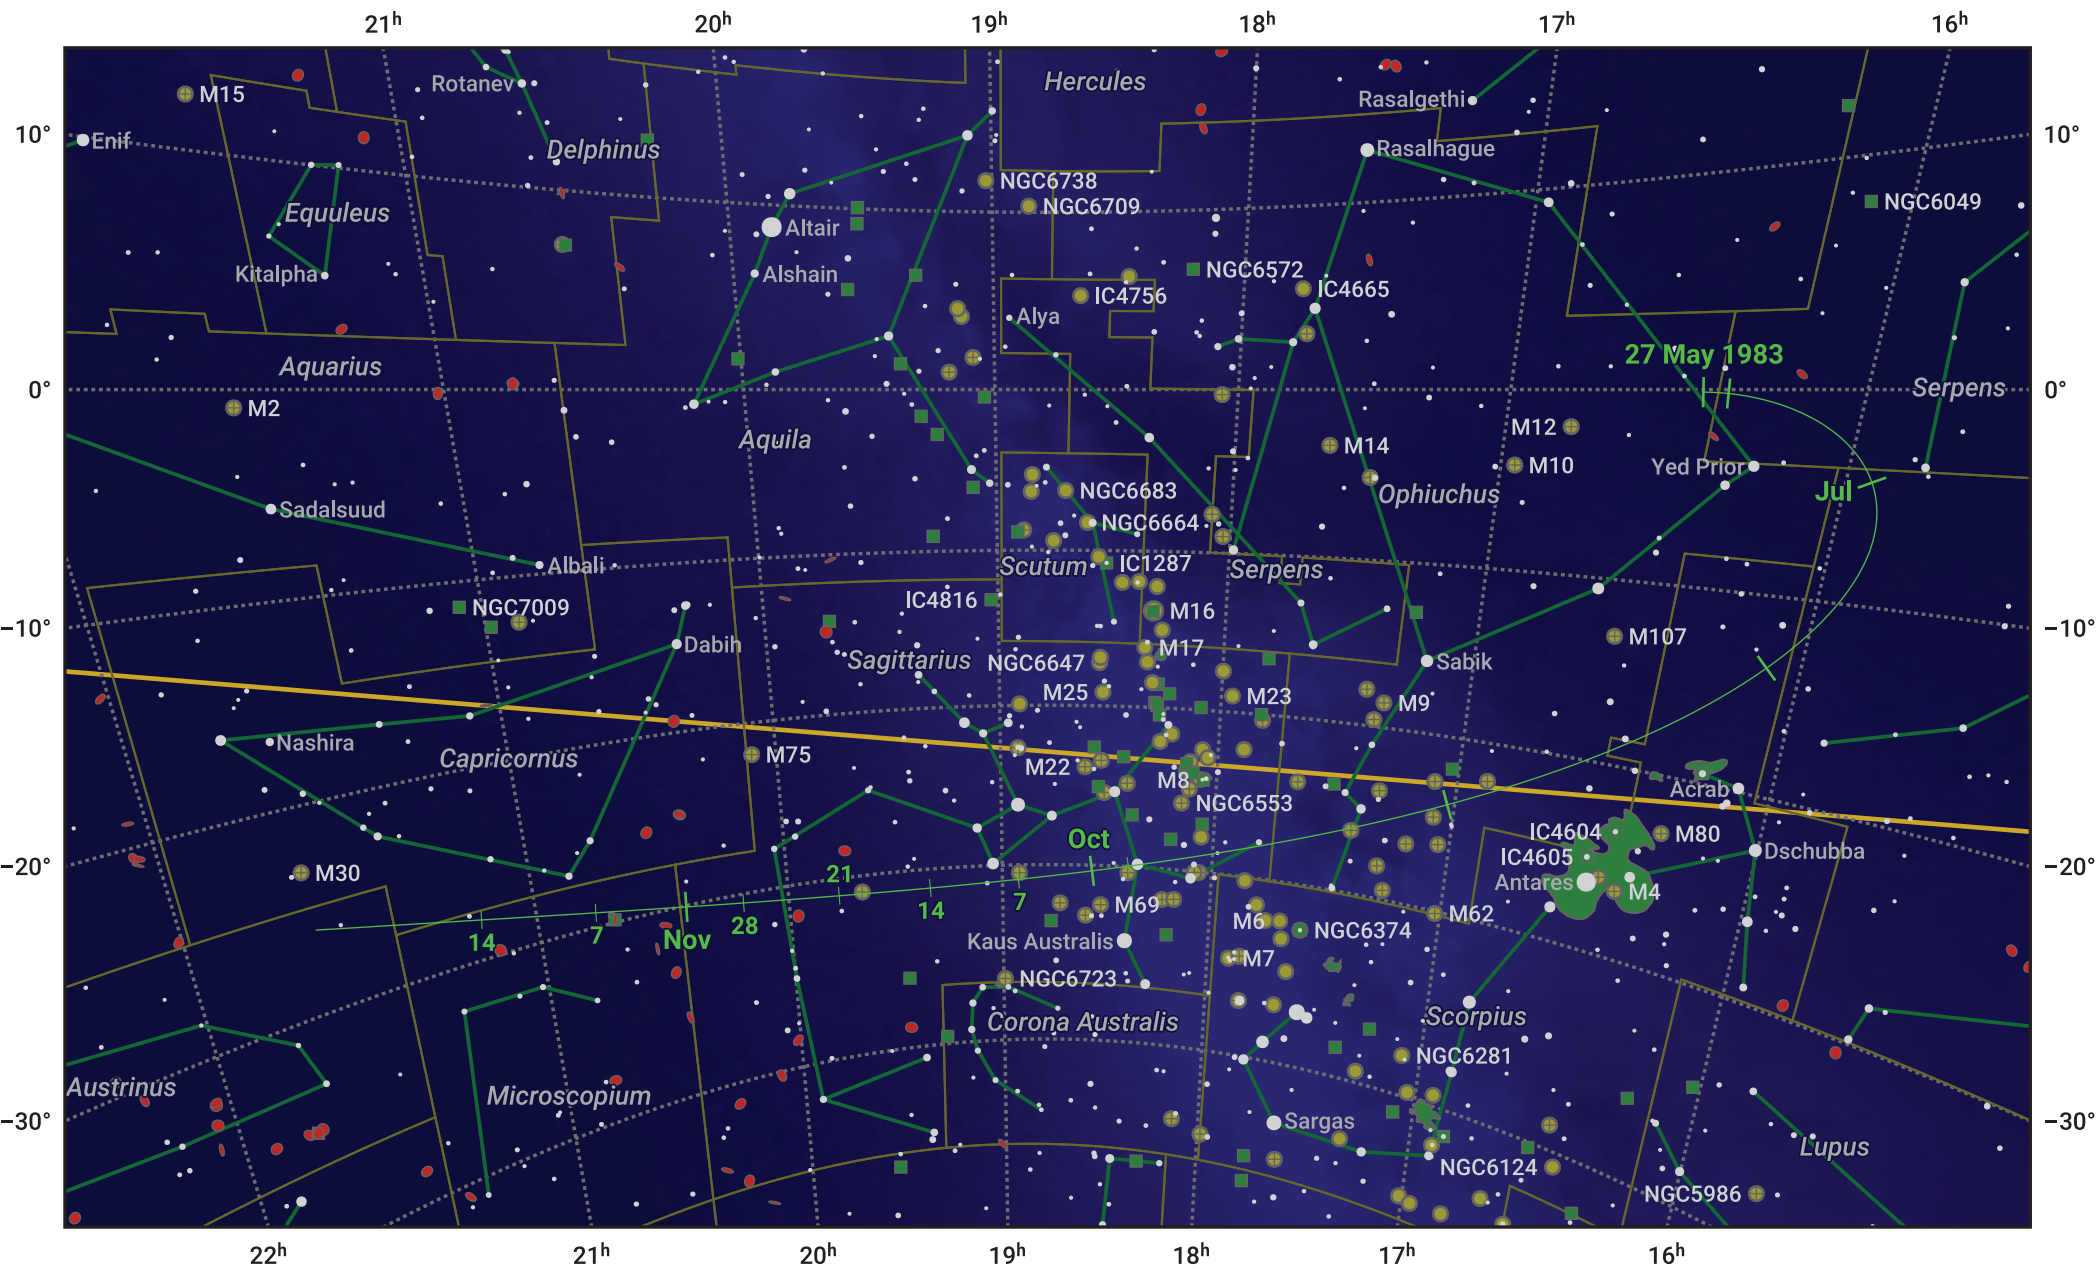 21h 20h 19h 18h 17h 16h
Rotanev
Hercules
M15
Rasalgethi
10°
10°
Enif
Delphinus
Rasalhague
NGC6738
NGC6709
NGC6049
Equuleus
Altair
Kitalpha
Alshain
NGC6572
IC4665
IC4756
Alya
27 May 1983
Aquarius
0°
0°
Serpens
M2
M12
Aquila
M14
M10
Yed Prior
NGC6683
Ophiuchus
Jul
Sadalsuud
NGC6664
Albali
Scutum
IC1287
Serpens
NGC7009
IC4816
M16
−10°
−10°
Dabih
M17
M107
Sagittarius
NGC6647
Sabik
M25
M23
M9
Nashira
Capricornus
M75
M22
M8
Acrab
NGC6553
Oct
IC4604
M80
IC4605
Dschubba
−20°
−20°
M30
21
Antares
M4
14
7
M69
M62
14
7
Nov
28
M6
NGC6374
Kaus Australis
M7
NGC6723
Corona Australis
Scorpius
NGC6281
Austrinus
Microscopium
−30°
−30°
Sargas
Lupus
NGC6124
NGC5986
22h 21h 20h 19h 18h 17h 16h